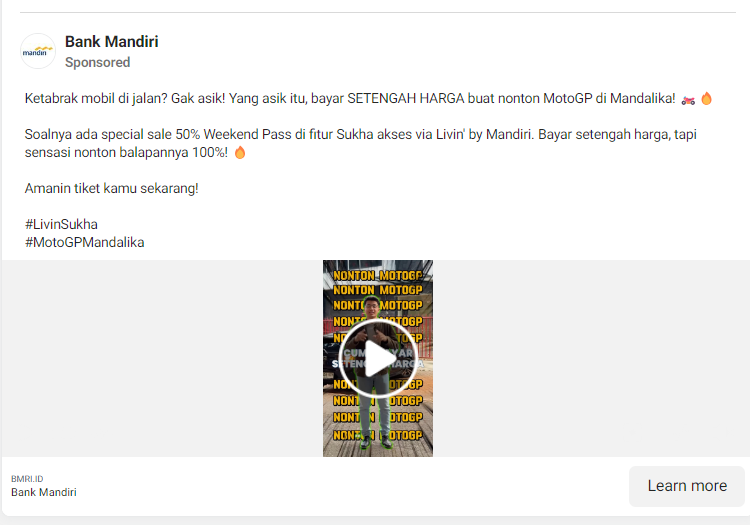 mandiri
Bank Mandiri
Sponsored
Ketabrak mobil di jalan? Gak asik! Yang asik itu, bayar SETENGAH HARGA buat nonton MotoGP di Mandalika! 🏍️ 🔥
Soalnya ada special sale 50% Weekend Pass di fitur Sukha akses via Livin' by Mandiri. Bayar setengah harga, tapi
sensasi nonton balapannya 100%! 🔥
Amanin tiket kamu sekarang!
#LivinSukha
#MotoGPMandalika
NONTON MOTOGP
NONTON MOTOGP
NONTON MOTOGP
NONTON MOTOGP
NONTON MOTOGP
SETENGAH HARGA
NONTON MOTOGP
NONTON MOTOGP
NONTON MOTOGP
NONTON MOTOGP
BMRI.ID
Bank Mandiri
Learn more